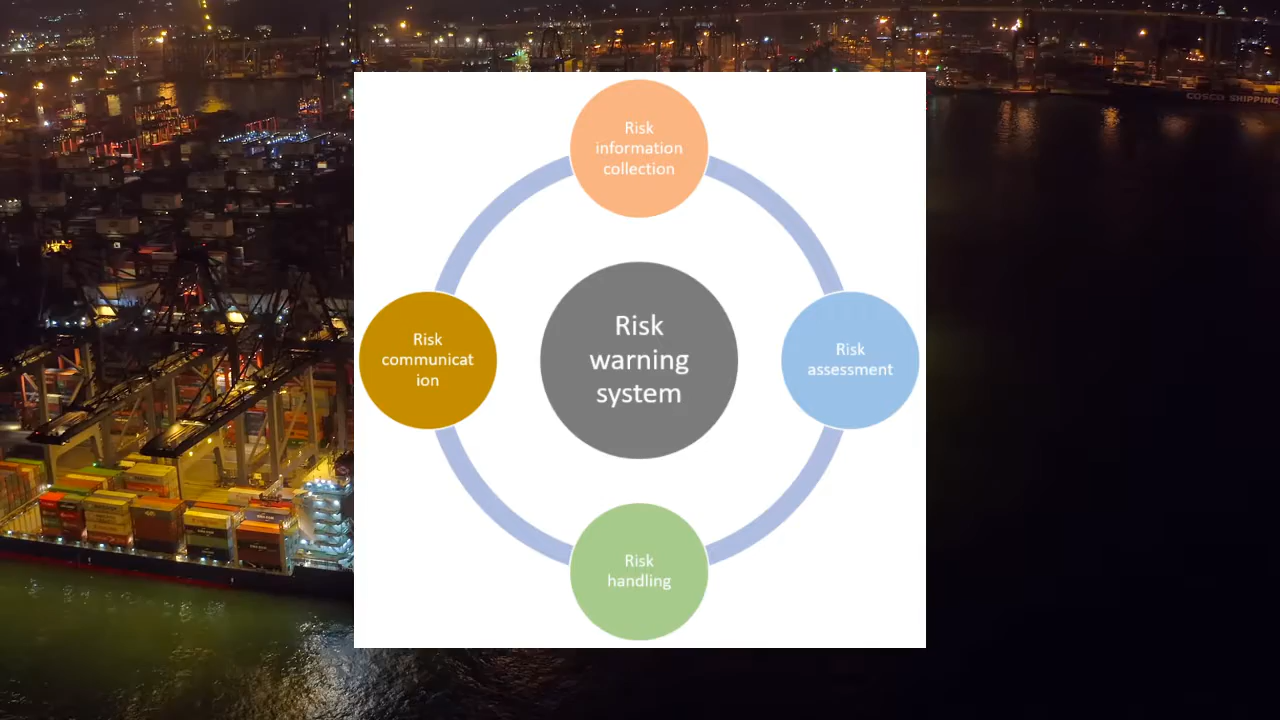 COSCO SHIPPING
Risk
information
collection
Risk
communicat
ion
Risk
warning
system
Risk
assessment
Risk
handling